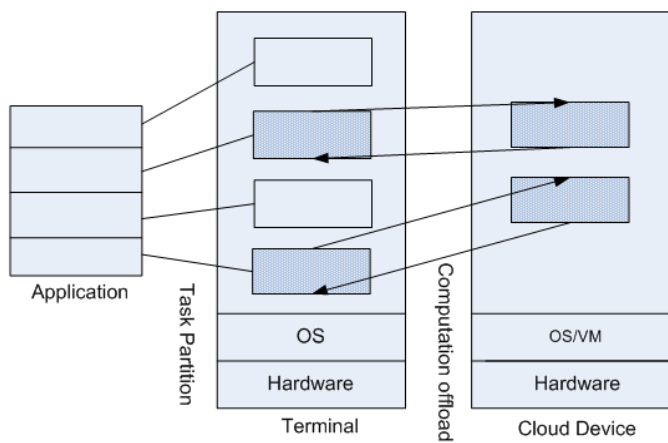 Application
Task Partition
OS
Hardware
Terminal
Computation offload
OS/VM
Hardware
Cloud Device